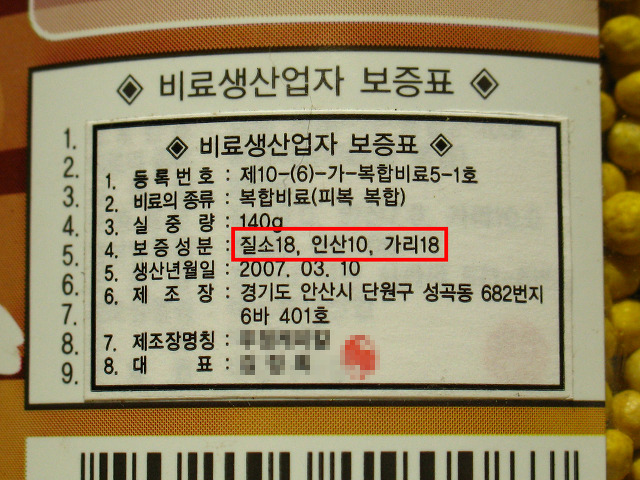 ◈ 비료생산업자 보증표 ◈
1.
2.
4.
5.
6.
7.
8.
9.
◈ 비료생산업자 보증표 ◈
1. 등록번호 : 제10-(6)-가-복합비료5-1호
2. 비료의 종류 : 복합비료(피복 복합)
3. 실중량 : 140g
4. 보증성분 : 질소18, 인산10, 가리18
5. 생산년월일 : 2007. 03. 10
6. 제조장 : 경기도 안산시 단원구 성곡동 682번지
6바 401호
7. 제조장명칭 :
8. 대표 :